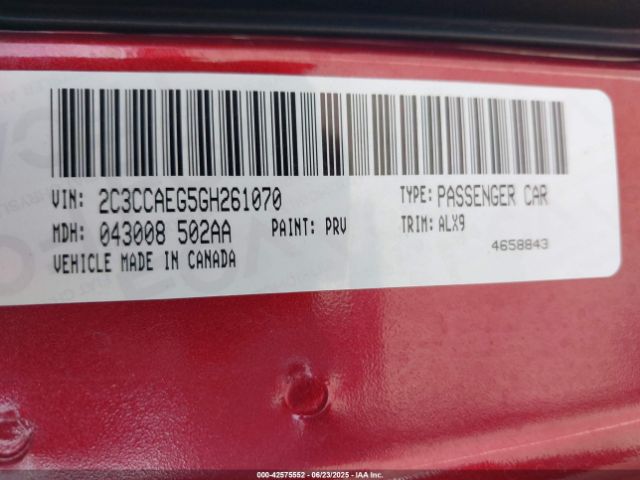 VIN: 2C3CCAEG5GH261070 TYPE: PASSENGER CAR
MDH: 043008 502AA PAINT: PRV TRIM: ALX9
VEHICLE MADE IN CANADA 4658843
00-42575552 | 06/23/2025 - IAA Inc.